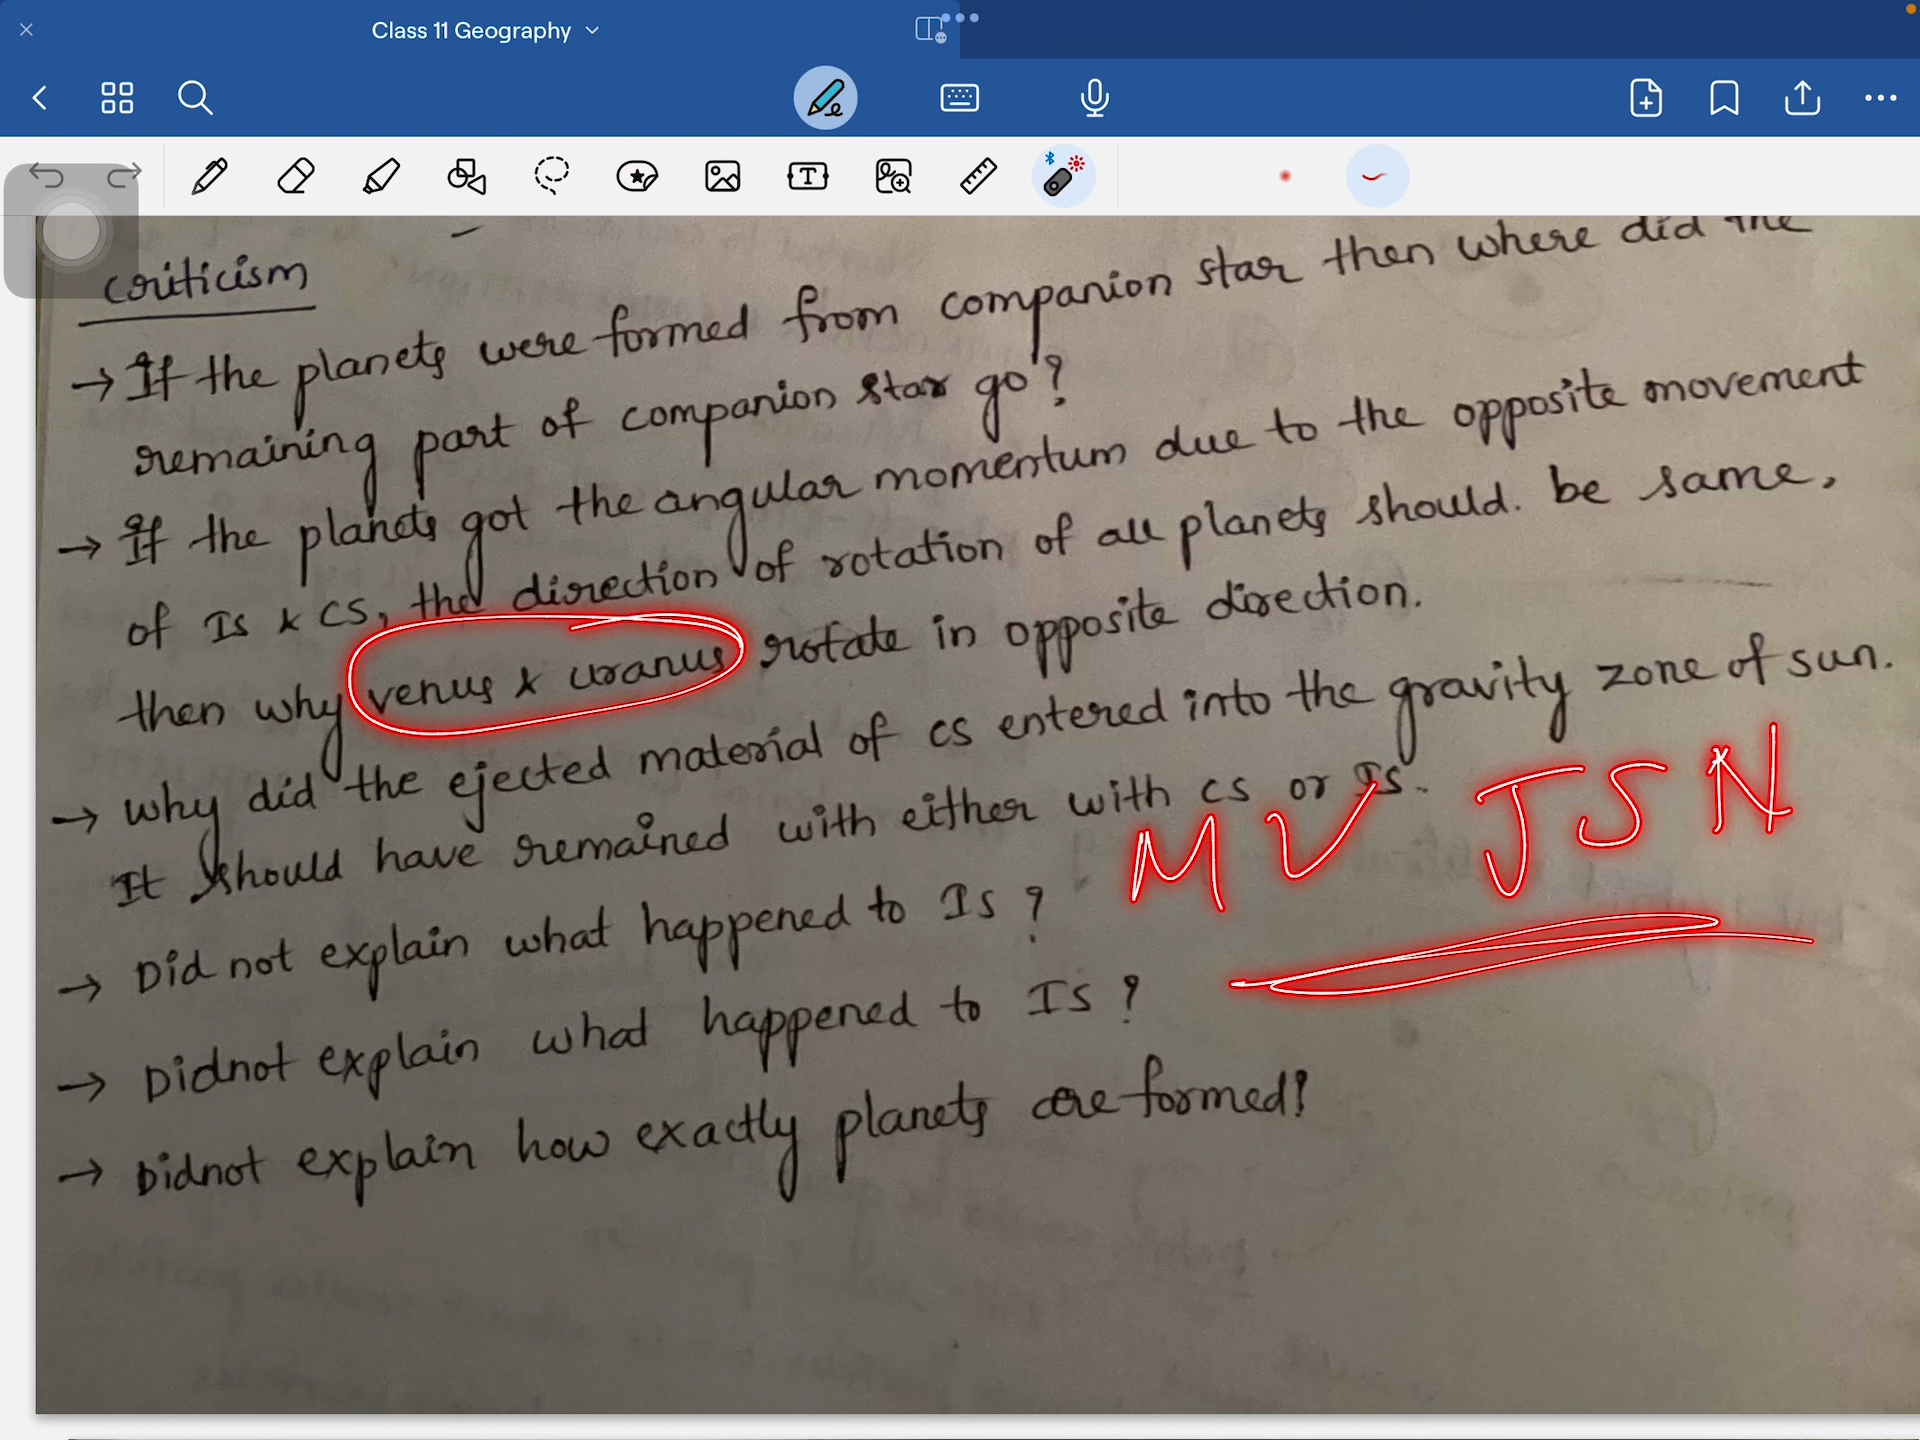 Class 11 Geography
criticism
→ If the planets were formed from companion star then where did the
remaining part of companion star go?
→ If the planets got the angular momentum due to the opposite movement
of IS & CS, the direction of rotation of all planets should. be same,
then why venus & uranus rotate in opposite direction.
→ why did the ejected material of CS entered into the gravity zone of sun.
It should have remained with either with CS or IS.
M V J S N
→ Did not explain what happened to IS?
→ Didnot explain what happened to IS?
→ Didnot explain how exactly planets are formed?